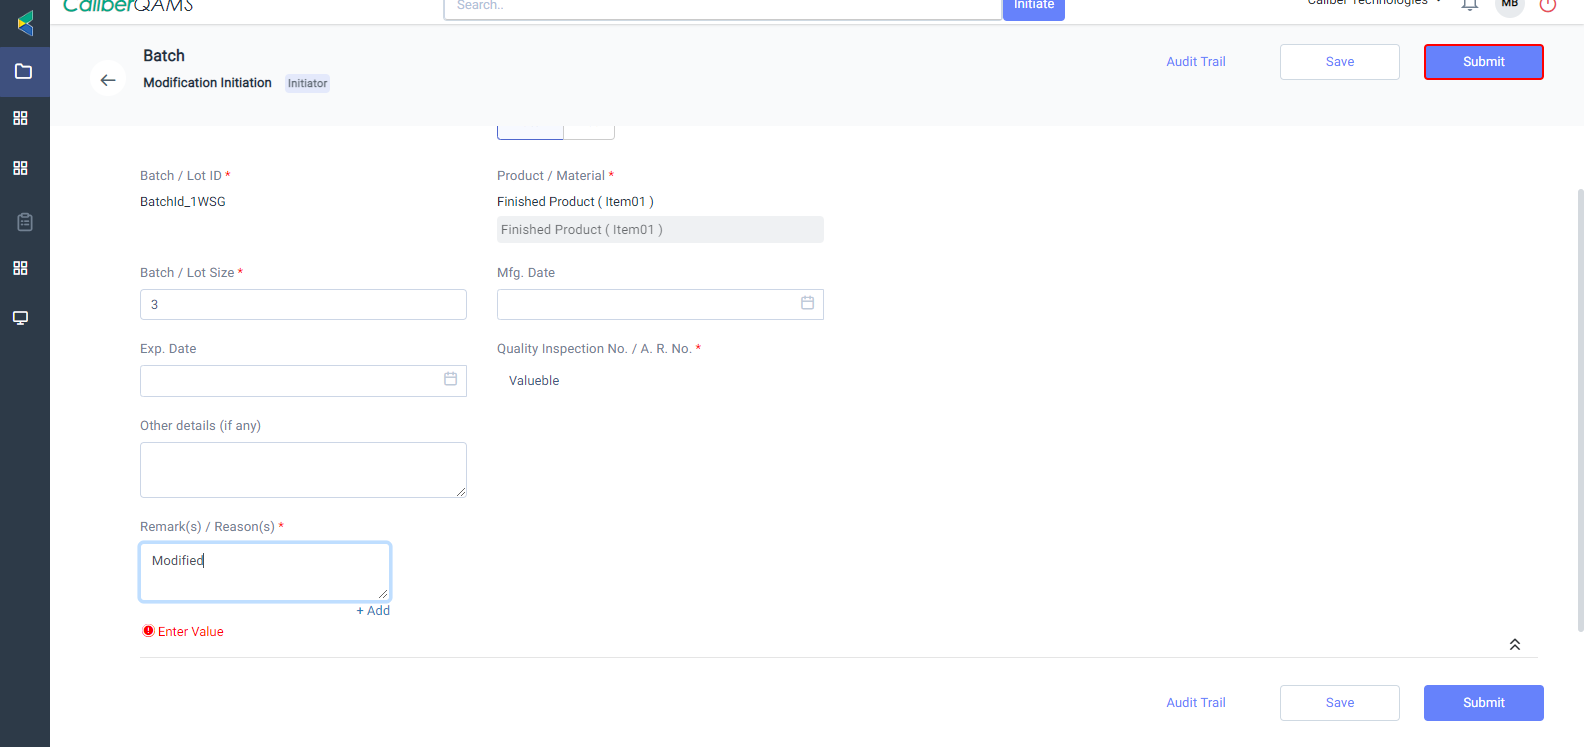 CaliberQAMS
Search..
Initiate
Caliber Technologies
MB
Batch
Modification Initiation
Initiator
Audit Trail
Save
Submit
Batch / Lot ID *
BatchId_1WSG
Product / Material *
Finished Product ( Item01 )
Finished Product ( Item01 )
Batch / Lot Size *
3
Mfg. Date
Exp. Date
Quality Inspection No. / A. R. No. *
Valueble
Other details (if any)
Remark(s) / Reason(s) *
Modified
+ Add
Enter Value
Audit Trail
Save
Submit